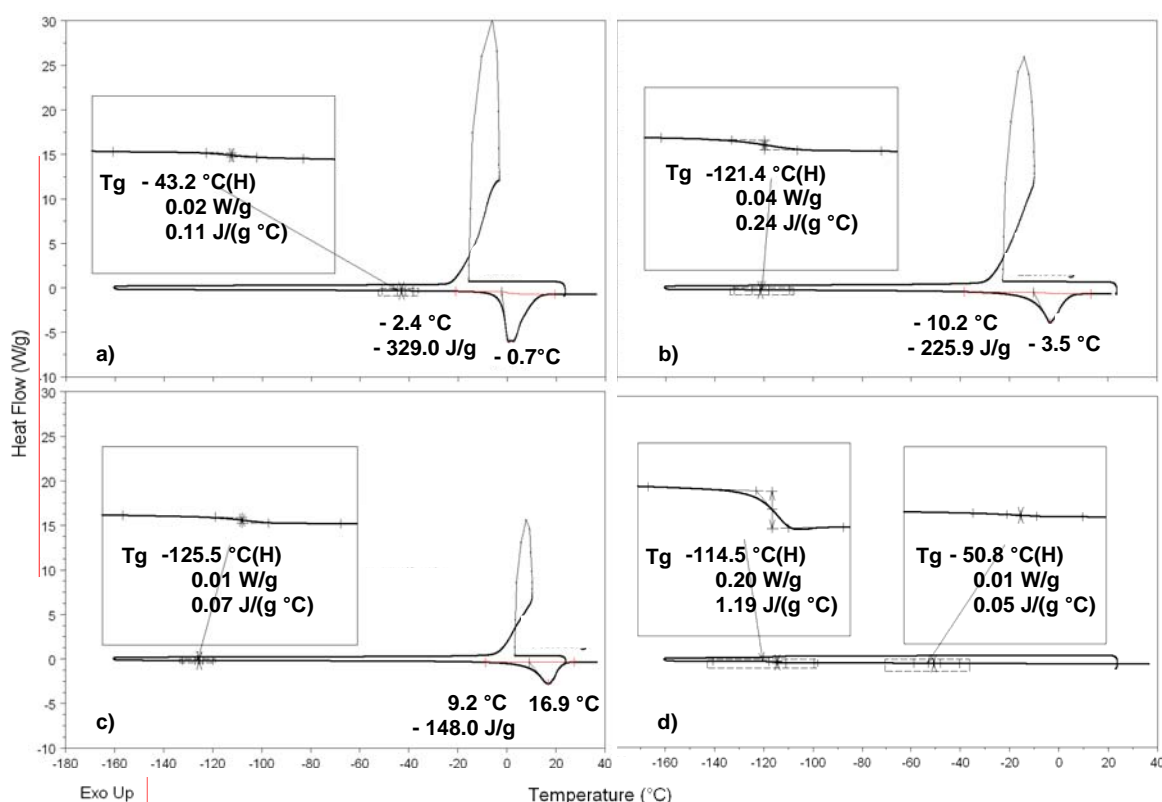 30
25
20
15
10
5
0
-5
-10
Tg - 43.2 °C(H)
0.02 W/g
0.11 J/(g °C)
- 2.4 °C
- 329.0 J/g
- 0.7°C
a)
Tg -121.4 °C(H)
0.04 W/g
0.24 J/(g °C)
- 10.2 °C
- 225.9 J/g
- 3.5 °C
b)
Heat Flow (W/g)
30
25
20
15
10
5
0
-5
-10
Tg -125.5 °C(H)
0.01 W/g
0.07 J/(g °C)
9.2 °C
- 148.0 J/g
16.9 °C
c)
Tg -114.5 °C(H)
0.20 W/g
1.19 J/(g °C)
Tg - 50.8 °C(H)
0.01 W/g
0.05 J/(g °C)
d)
-180 -160 -140 -120 -100 -80 -60 -40 -20 0 20 40
-160 -140 -120 -100 -80 -60 -40 -20 0 20 40
Exo Up
Temperature (°C)